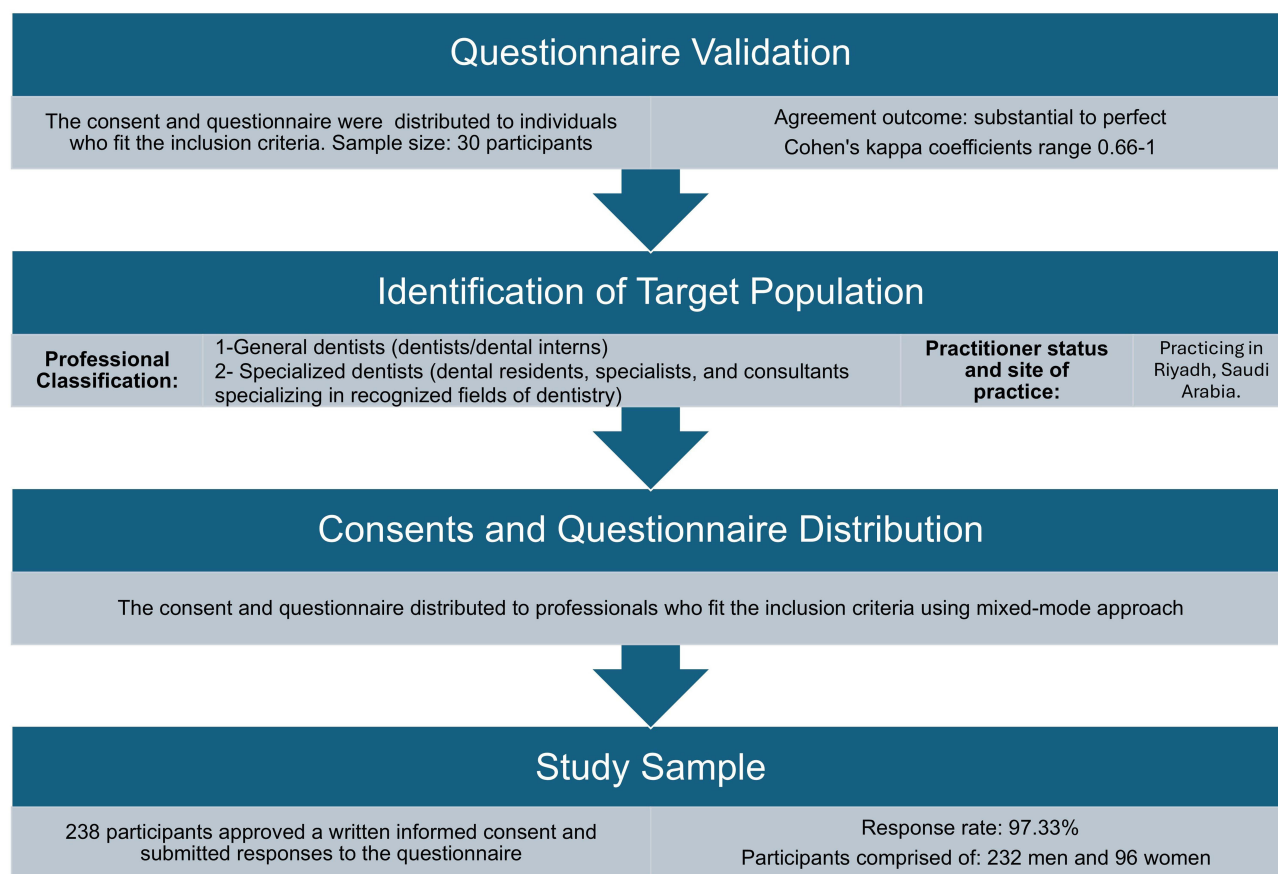 Questionnaire Validation
The consent and questionnaire were distributed to individuals
who fit the inclusion criteria. Sample size: 30 participants
Agreement outcome: substantial to perfect
Cohen's kappa coefficients range 0.66-1
Identification of Target Population
Professional
Classification:
1-General dentists (dentists/dental interns)
2- Specialized dentists (dental residents, specialists, and consultants
specializing in recognized fields of dentistry)
Practitioner status
and site of
practice:
Practicing in
Riyadh, Saudi
Arabia.
Consents and Questionnaire Distribution
The consent and questionnaire distributed to professionals who fit the inclusion criteria using mixed-mode approach
Study Sample
238 participants approved a written informed consent and
submitted responses to the questionnaire
Response rate: 97.33%
Participants comprised of: 232 men and 96 women